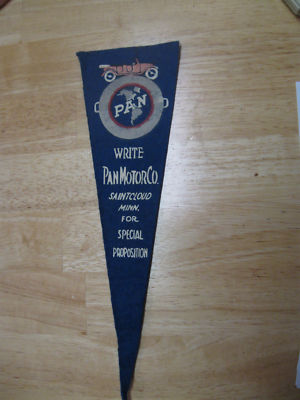 PAN
WRITE
PAN MOTOR CO.
SAINT CLOUD
MINN.
FOR
SPECIAL
PROPOSITION